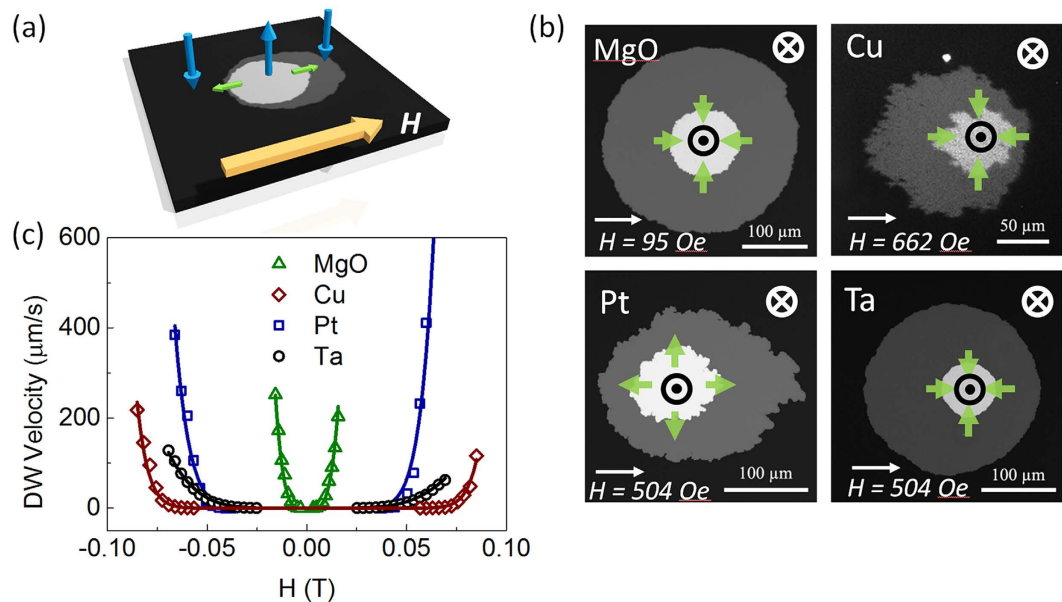 (a)
H
(b)
MgO
H = 95 Oe
100 µm
Cu
H = 662 Oe
50 µm
Pt
H = 504 Oe
100 µm
Ta
H = 504 Oe
100 µm
(c)
600
400
200
0
DW Velocity (µm/s)
MgO
Cu
Pt
Ta
-0.10
-0.05
0.00
0.05
0.10
H (T)